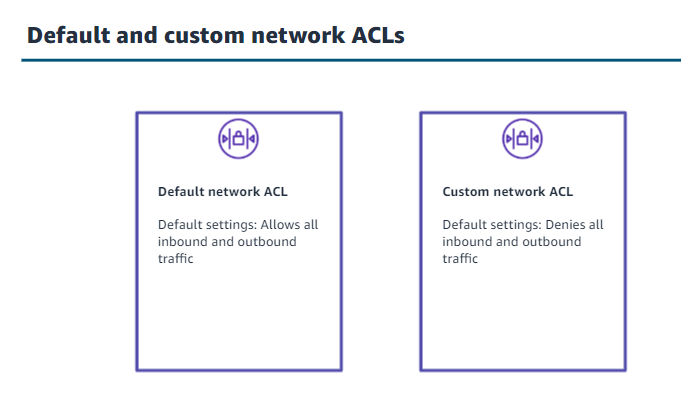 Default and custom network ACLs
Default network ACL
Default settings: Allows all
inbound and outbound
traffic
Custom network ACL
Default settings: Denies all
inbound and outbound
traffic